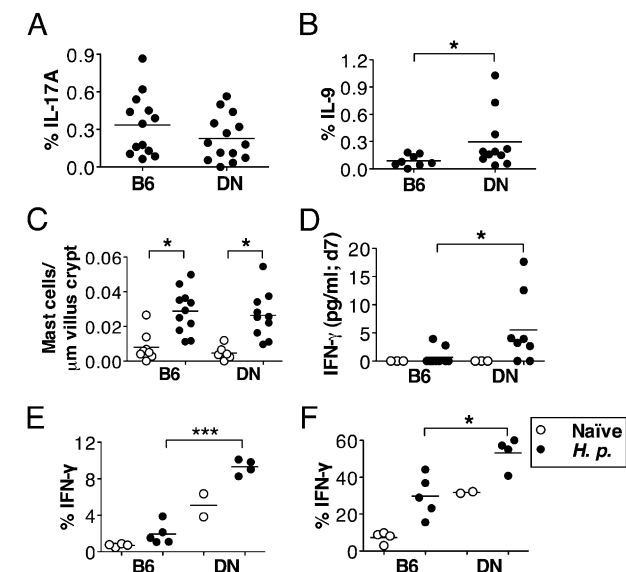 A
% IL-17A
0.9
0.6
0.3
0.0
B6 DN
B
% IL-9
*
1.2
0.9
0.6
0.3
0.0
B6 DN
C
Mast cells/
μm villus crypt
* *
0.06
0.04
0.02
0.00
B6 DN
D
IFN-γ (pg/ml; d7)
*
20
15
10
5
0
B6 DN
E
% IFN-γ
***
12
8
4
0
B6 DN
F
% IFN-γ
*
60
40
20
0
B6 DN
Naïve
H. p.